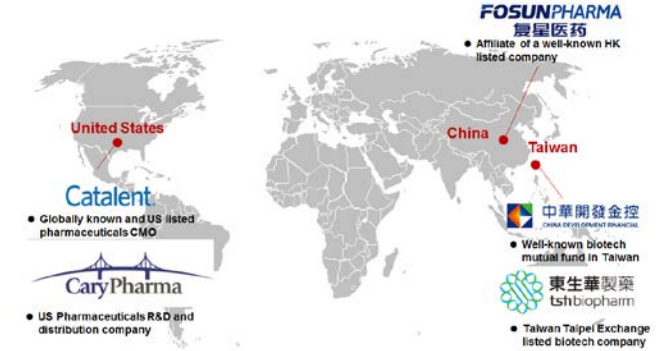 FOSUNPHARMA
复星医药
● Affiliate of a well-known HK
listed company
United States
China
Taiwan
Catalent.
● Globally known and US listed
pharmaceuticals CMO
CaryPharma
● US Pharmaceuticals R&D and
distribution company
中華開發金控
CHINA DEVELOPMENT FINANCIAL
● Well-known biotech
mutual fund in Taiwan
東生華製藥
tshbiopharm
● Taiwan Taipei Exchange
listed biotech company